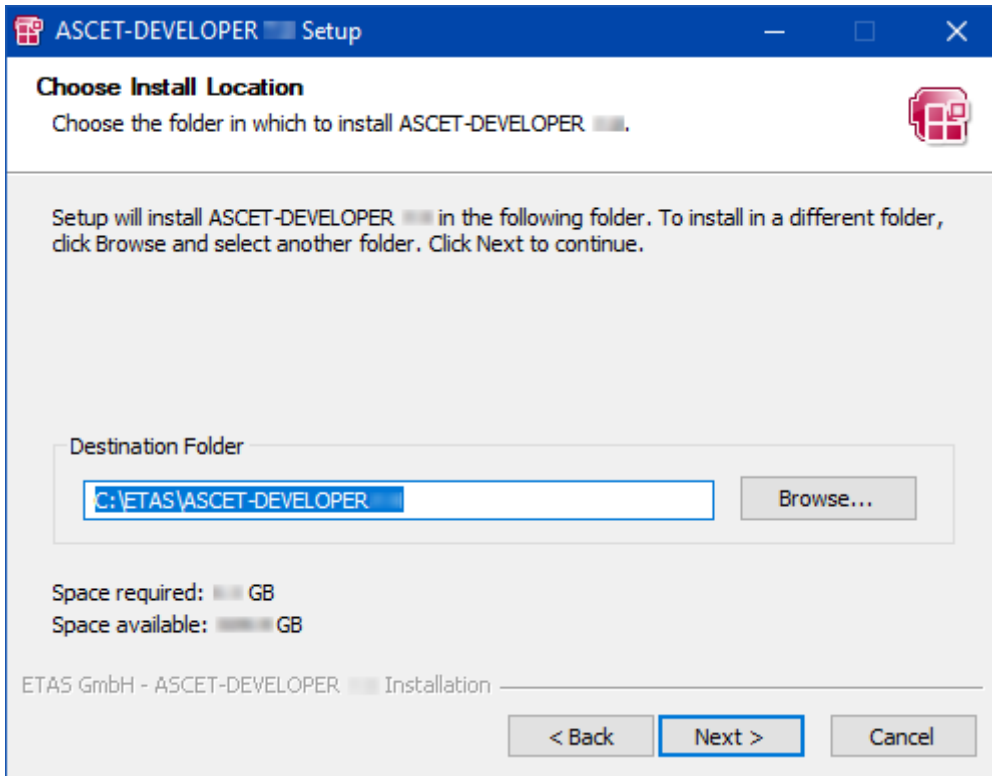 ASCET-DEVELOPER Setup
Choose Install Location
Choose the folder in which to install ASCET-DEVELOPER .
Setup will install ASCET-DEVELOPER in the following folder. To install in a different folder,
click Browse and select another folder. Click Next to continue.
Destination Folder
C:\ETAS\ASCET-DEVELOPER
Browse...
Space required: GB
Space available: GB
ETAS GmbH - ASCET-DEVELOPER Installation
< Back
Next >
Cancel